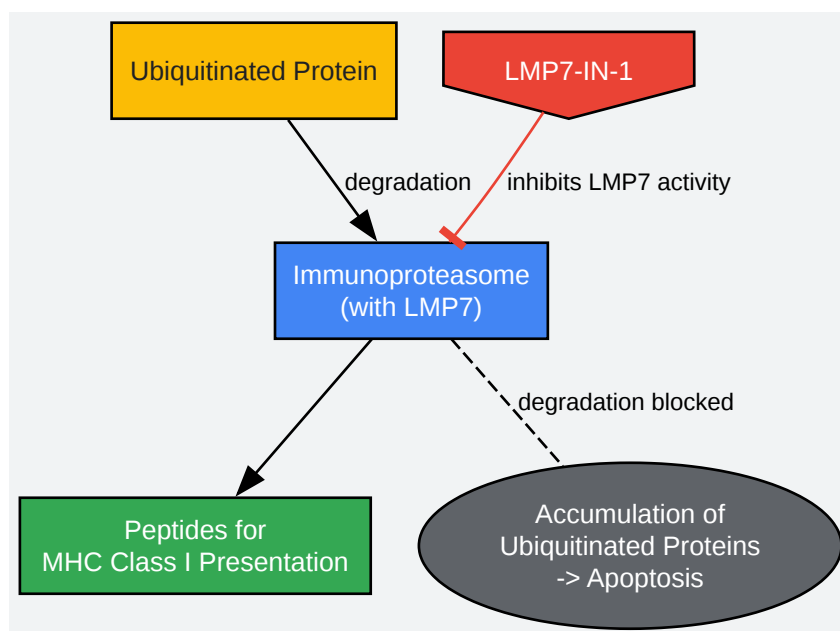 Ubiquitinated Protein
LMP7-IN-1
degradation
inhibits LMP7 activity
Immunoproteasome
(with LMP7)
degradation blocked
Peptides for
MHC Class I Presentation
Accumulation of
Ubiquitinated Proteins
-> Apoptosis